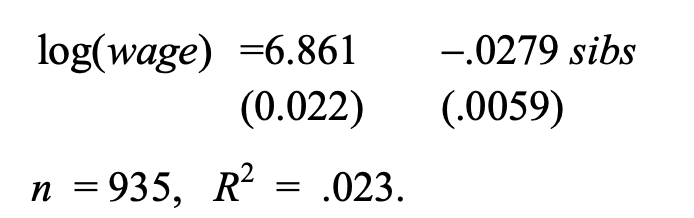 log(wage) =6.861 –.0279 sibs
(0.022) (.0059)
n = 935, R² = .023.